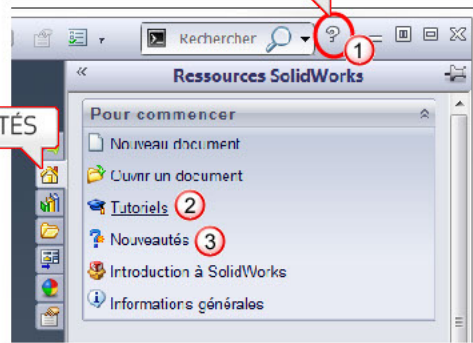 Rechercher
?
1
«
Ressources SolidWorks
TÉS
Pour commencer
Nouveau document
Ouvrir un document
Tutoriels 2
Nouveautés 3
Introduction à SolidWorks
Informations générales